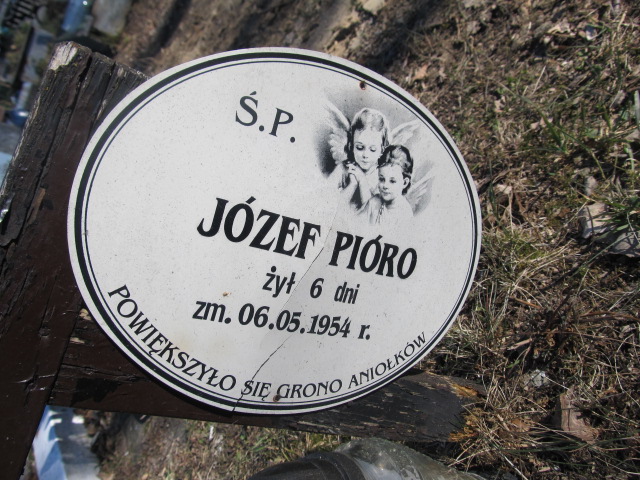 Ś.P.
JÓZEF PIÓRO
żył 6 dni
zm. 06.05.1954 r.
POWIĘKSZYŁO SIĘ GRONO ANIOŁKÓW